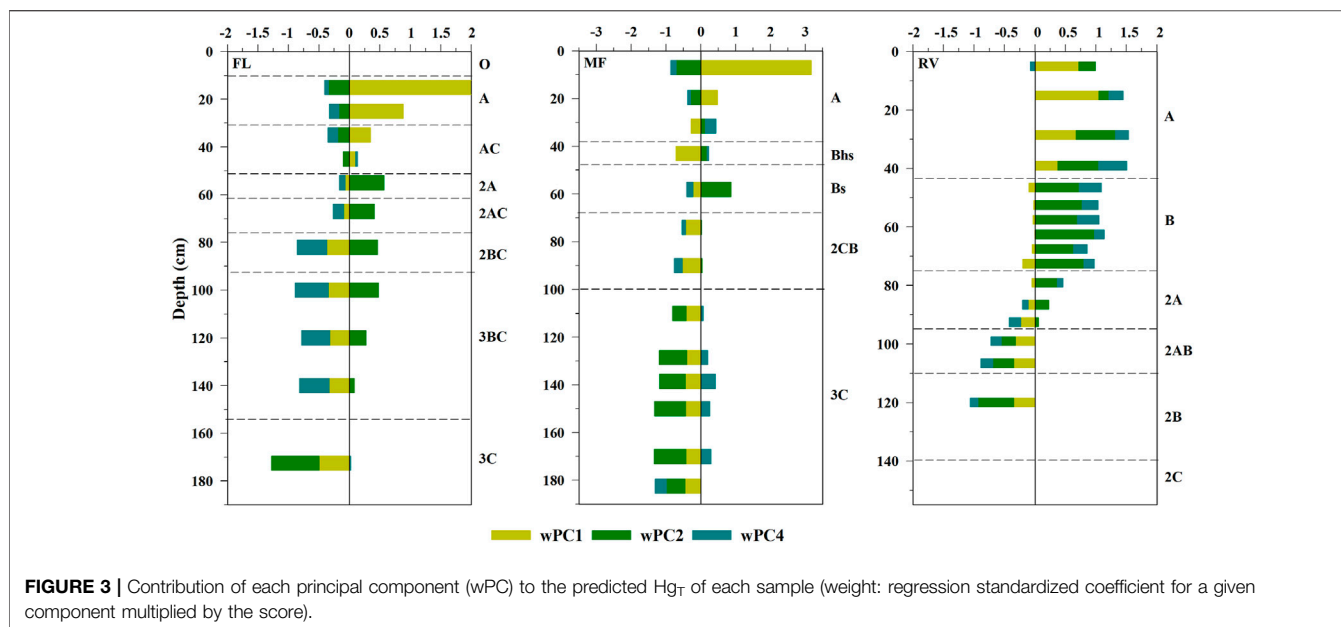 -2 -1.5 -1 -0.5 0 0.5 1 1.5 2
0
20
40
60
80
100
120
140
160
180
Depth (cm)
FL
O
A
AC
2A
2AC
2BC
3BC
3C
-3 -2 -1 0 1 2 3
0
20
40
60
80
100
120
140
160
180
MF
A
Bhs
Bs
2CB
3C
-2 -1.5 -1 -0.5 0 0.5 1 1.5 2
0
20
40
60
80
100
120
140
RV
A
B
2A
2AB
2B
2C
wPC1 wPC2 wPC4
FIGURE 3 | Contribution of each principal component (wPC) to the predicted HgT of each sample (weight: regression standardized coefficient for a given
component multiplied by the score).